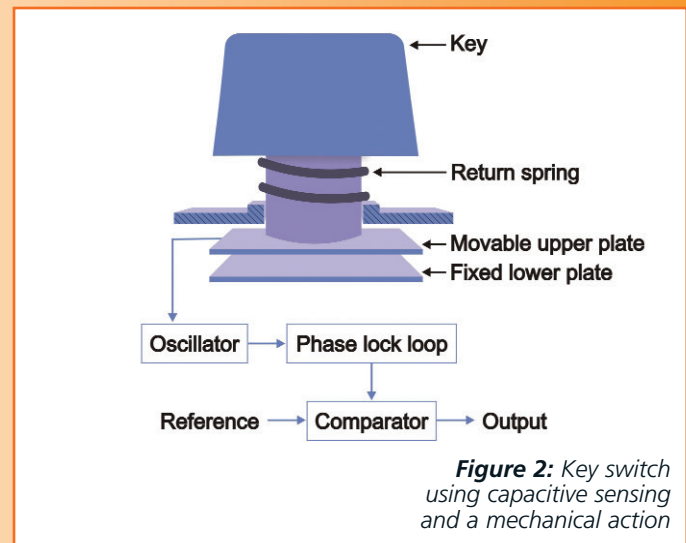 Key
Return spring
Movable upper plate
Fixed lower plate
Oscillator
Phase lock loop
Reference
Comparator
Output
Figure 2: Key switch
using capacitive sensing
and a mechanical action